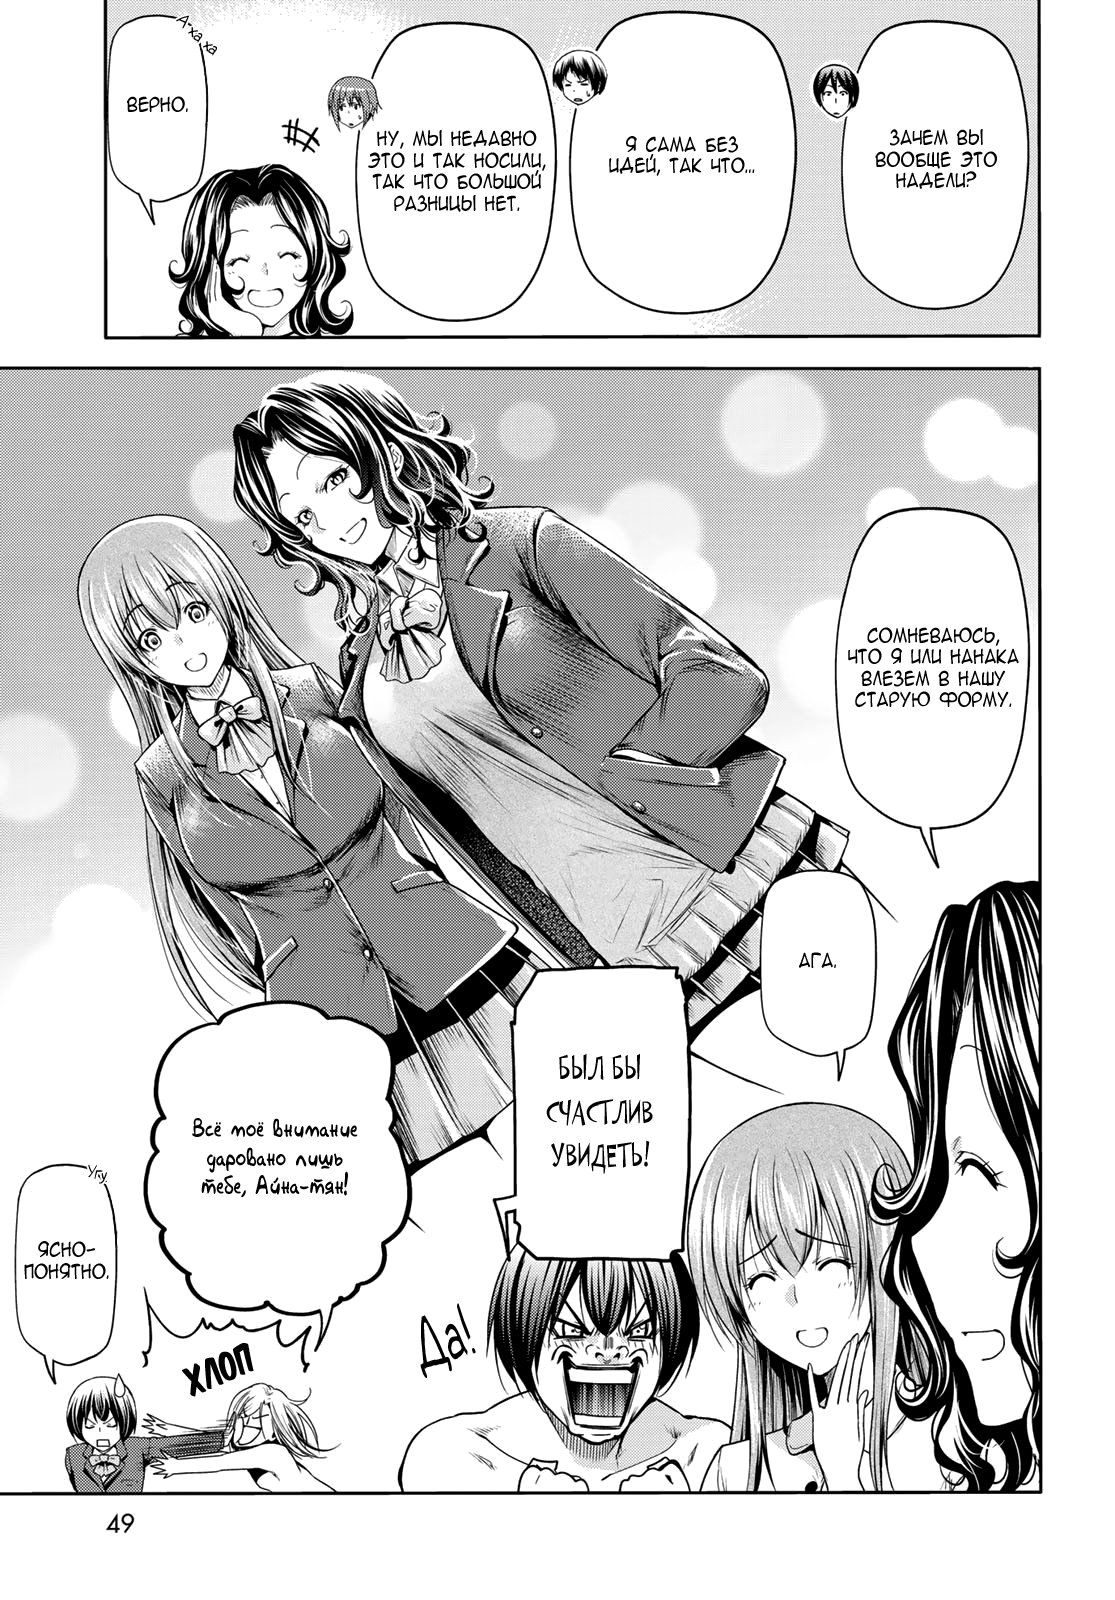 ЗАЧЕМ ВЫ
ВООБЩЕ ЭТО
НАДЕЛИ?
Я САМА БЕЗ
ИДЕЙ, ТАК ЧТО...
НУ, МЫ НЕДАВНО
ЭТО И ТАК НОСИЛИ,
ТАК ЧТО БОЛЬШОЙ
РАЗНИЦЫ НЕТ.
А-ха ха
ВЕРНО.
СОМНЕВАЮСЬ,
ЧТО Я ИЛИ НАНАКА
ВЛЕЗЕМ В НАШУ
СТАРУЮ ФОРМУ.
АГА.
БЫЛ БЫ
СЧАСТЛИВ
УВИДЕТЬ!
Да!
Всё моё внимание
даровано лишь
тебе, Айна-тян!
ХЛОП
Угу
ЯСНО-
ПОНЯТНО.
49